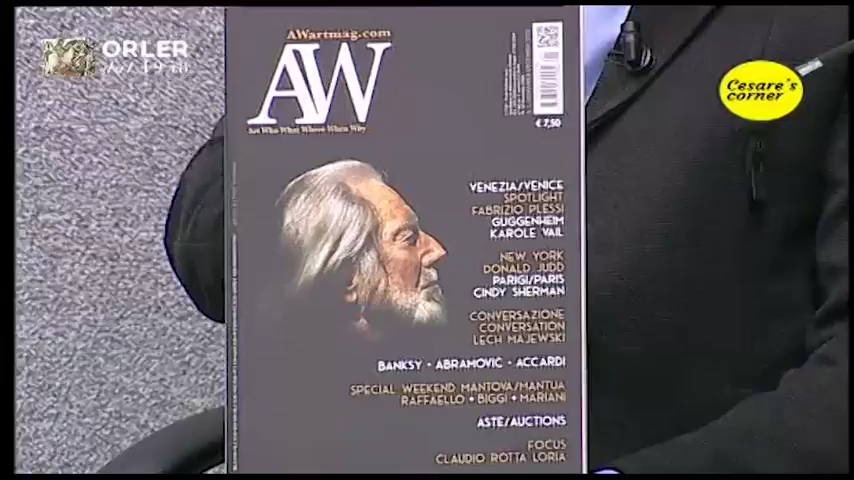 ORLER
Cesare's
corner
AWartmag.com
AW
Art Who What Where When Why
€ 7,50
VENEZIA/VENICE
SPOTLIGHT
FABRIZIO PLESSI
GUGGENHEIM
KAROLE VAIL
NEW YORK
DONALD JUDD
PARIGI/PARIS
CINDY SHERMAN
CONVERSAZIONE
CONVERSATION
LECH MAJEWSKI
BANKSY • ABRAMOVIĆ • ACCARDI
SPECIAL WEEKEND MANTOVA/MANTUA
RAFFAELLO • BIGGI • MARIANI
ASTE/AUCTIONS
FOCUS
CLAUDIO ROTTA LORIA